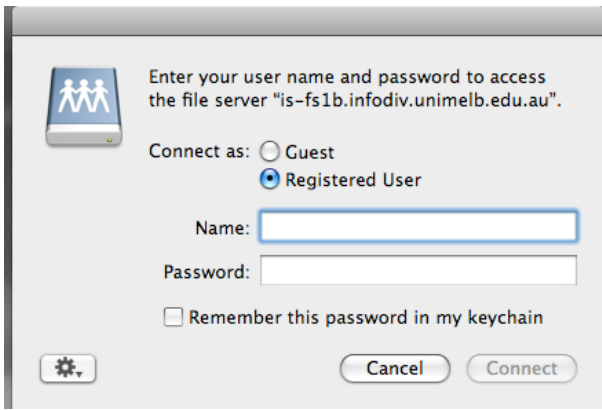 Enter your user name and password to access
the file server “is-fs1b.infodiv.unimelb.edu.au”.
Connect as: Guest
Registered User
Name:
Password:
Remember this password in my keychain
Cancel Connect